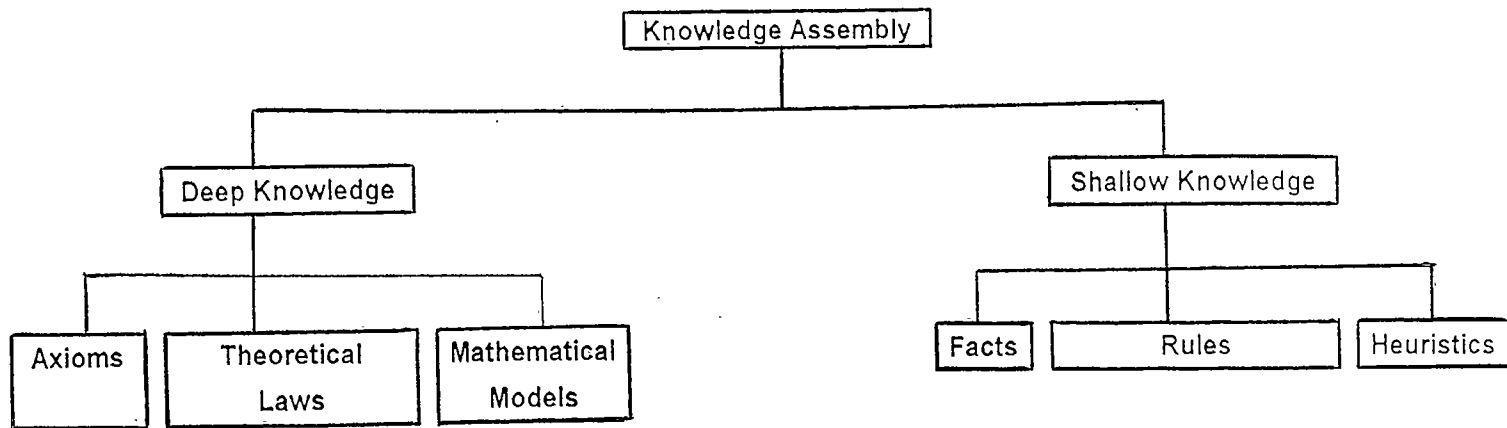 Knowledge Assembly
Deep Knowledge
Shallow Knowledge
Axioms
Theoretical
Laws
Mathematical
Models
Facts
Rules
Heuristics